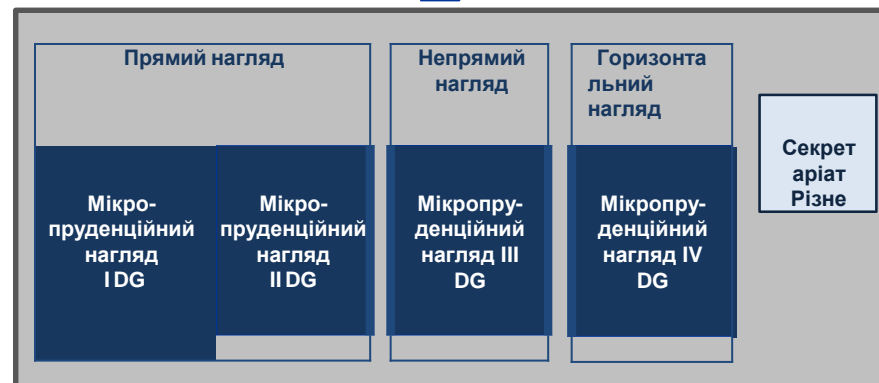 Прямий нагляд
Непрямий
нагляд
Горизонта
льний
нагляд
Мікро-
пруденційний
нагляд
I DG
Мікро-
пруденційний
нагляд
II DG
Мікропру-
денційний
нагляд III
DG
Мікропру-
денційний
нагляд IV
DG
Секрет
аріат
Різне